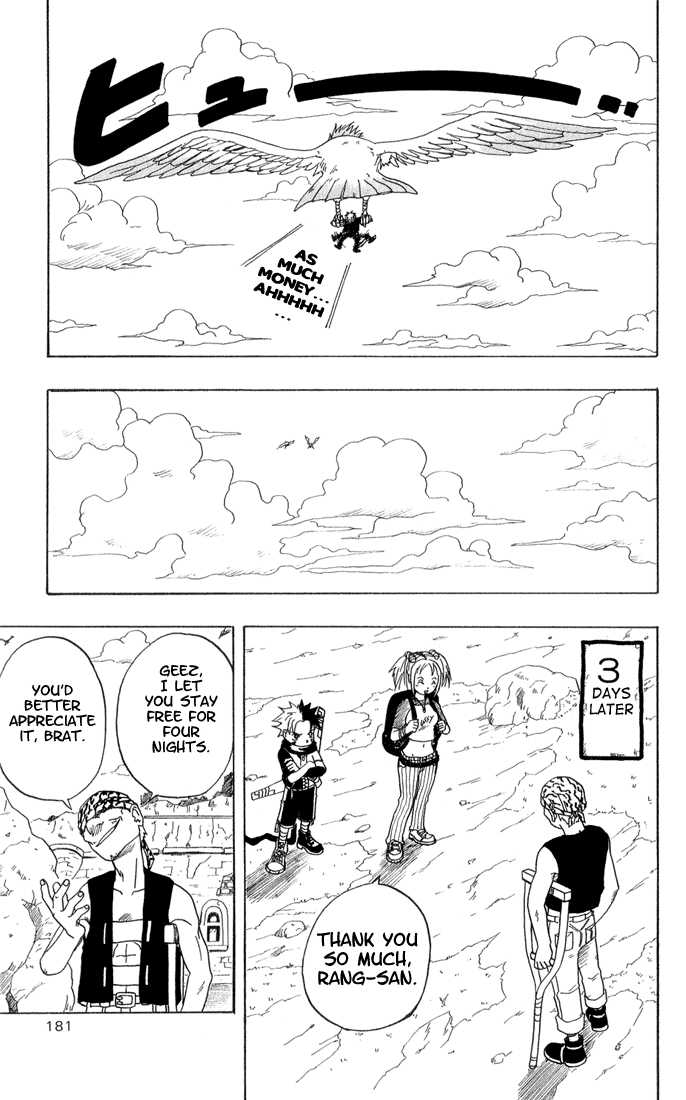 ヒュー...
AS
MUCH
MONEY...
AHHHHH
...
3
DAYS
LATER
THANK YOU
SO MUCH,
RANG-SAN.
GEEZ,
I LET
YOU STAY
FREE FOR
FOUR
NIGHTS.
YOU'D
BETTER
APPRECIATE
IT, BRAT.
181